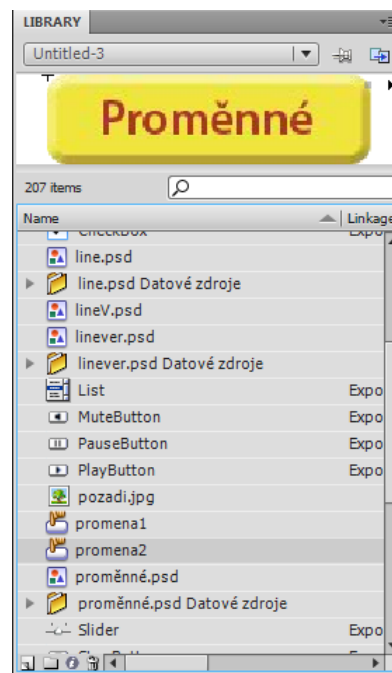 LIBRARY
Untitled-3
Proměnné
207 items
Name Linkage
CheckBox Expo
line.psd
line.psd Datové zdroje
lineV.psd
linever.psd
linever.psd Datové zdroje
List Expo
MuteButton Expo
PauseButton Expo
PlayButton Expo
pozadi.jpg
promena1
promena2
proměnné.psd
proměnné.psd Datové zdroje
Slider Expo